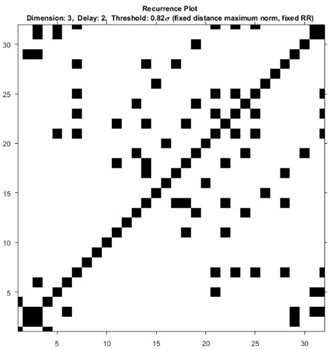 Recurrence Plot
Dimension: 3, Delay: 2, Threshold: 0.82σ (fixed distance maximum norm, fixed RR)
30
25
20
15
10
5
5 10 15 20 25 30